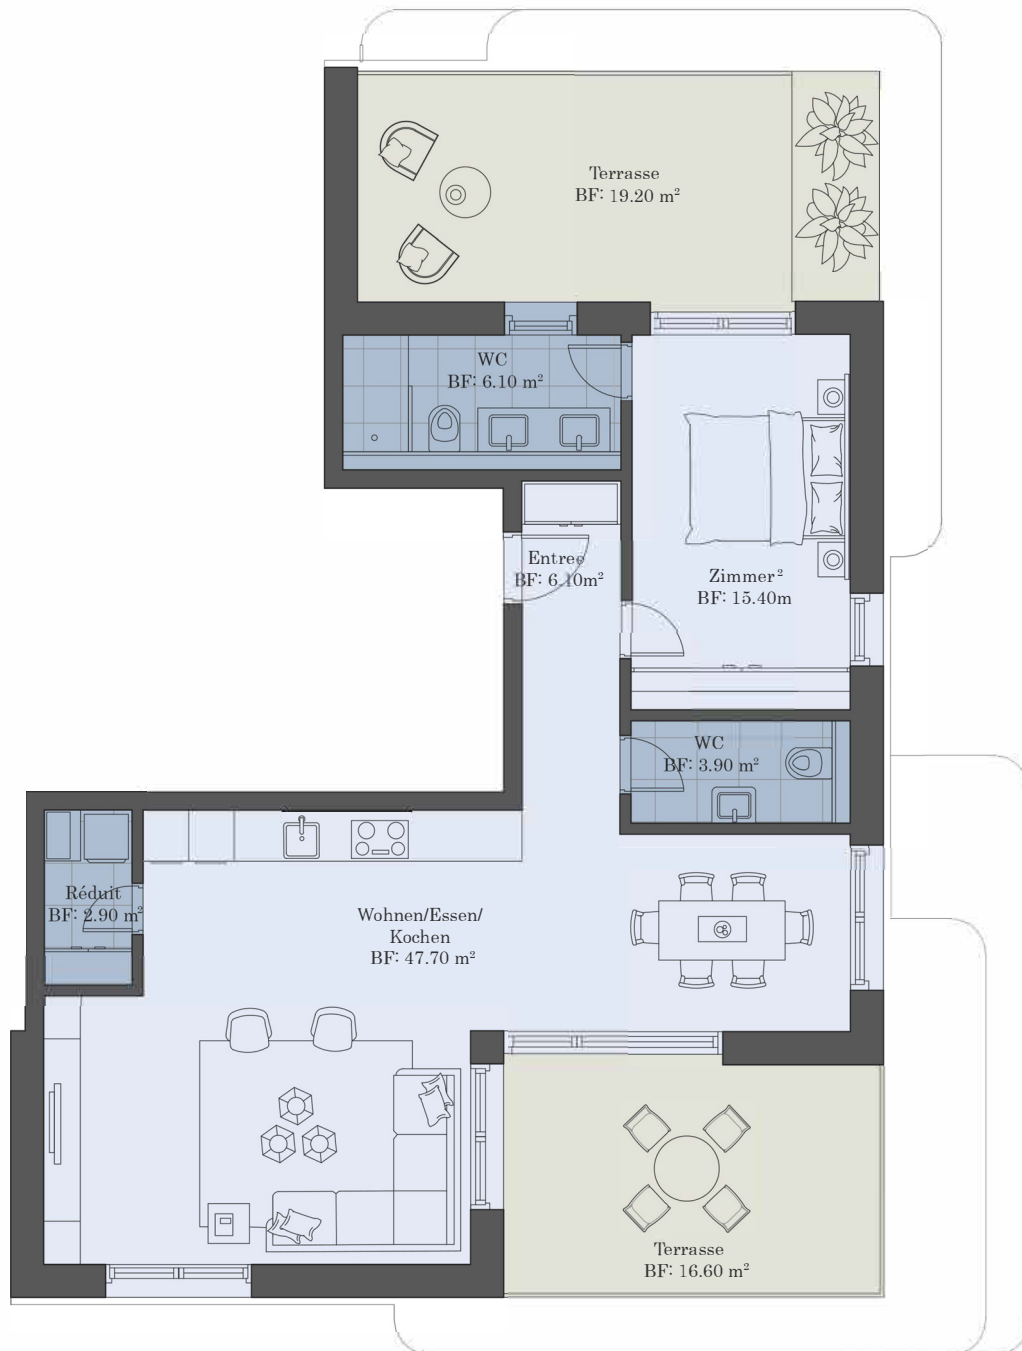 Terrasse
BF: 19.20 m²
WC
BF: 6.10 m²
Entree
BF: 6.10m²
Zimmer²
BF: 15.40m
WC
BF: 3.90 m²
Réduit
BF: 2.90 m²
Wohnen/Essen/
Kochen
BF: 47.70 m²
Terrasse
BF: 16.60 m²